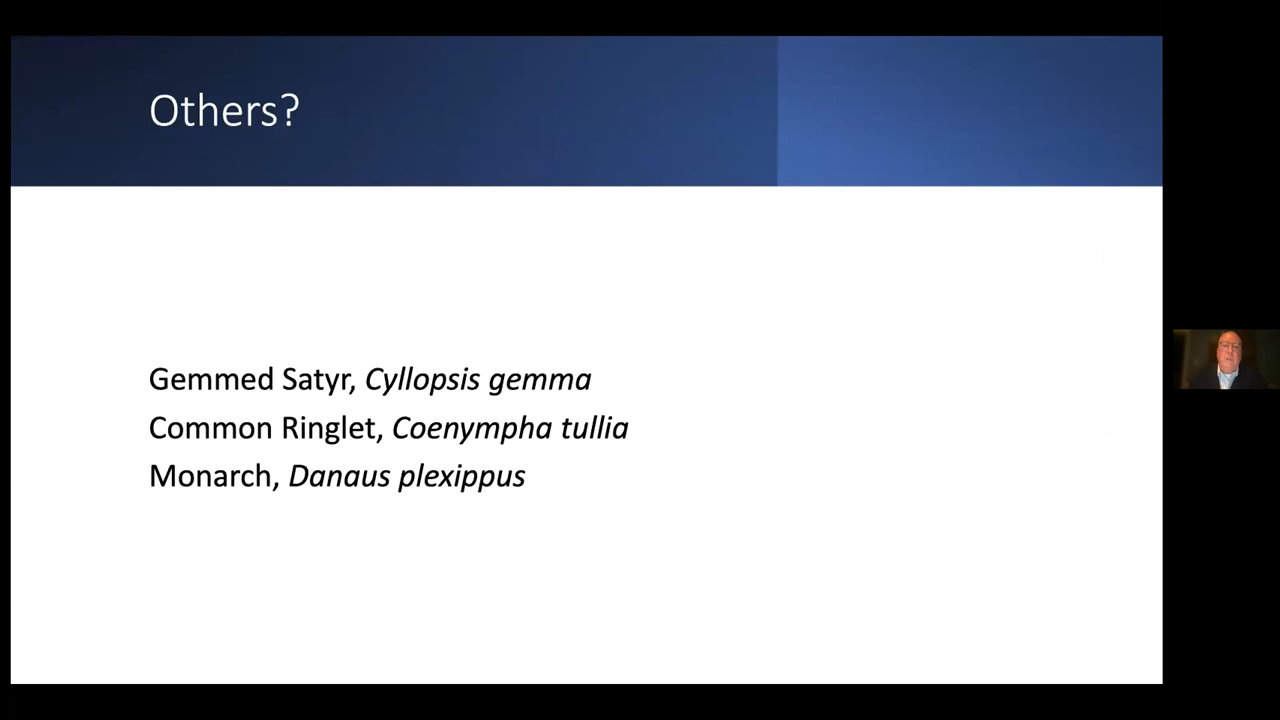 Others?
Gemmed Satyr, Cyllopsis gemma
Common Ringlet, Coenympha tullia
Monarch, Danaus plexippus